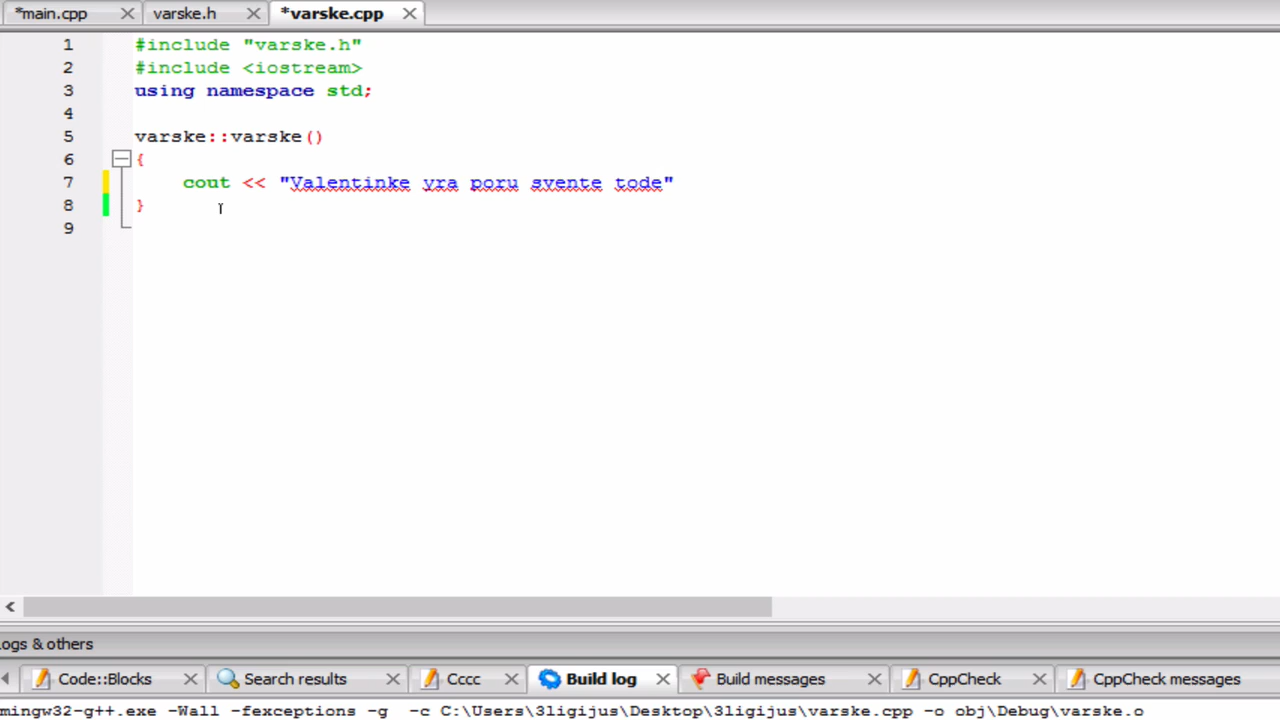 *main.cpp varske.h *varske.cpp
1 #include "varske.h"
2 #include <iostream>
3 using namespace std;
4
5 varske::varske()
6 {
7 cout << "Valentinke yra poru svente tode"
8 }
9
Logs & others
Code::Blocks Search results Cccc Build log Build messages CppCheck CppCheck messages
mingw32-g++.exe -Wall -fexceptions -g -c C:\Users\3ligijus\Desktop\3ligijus\varske.cpp -o obj\Debug\varske.o